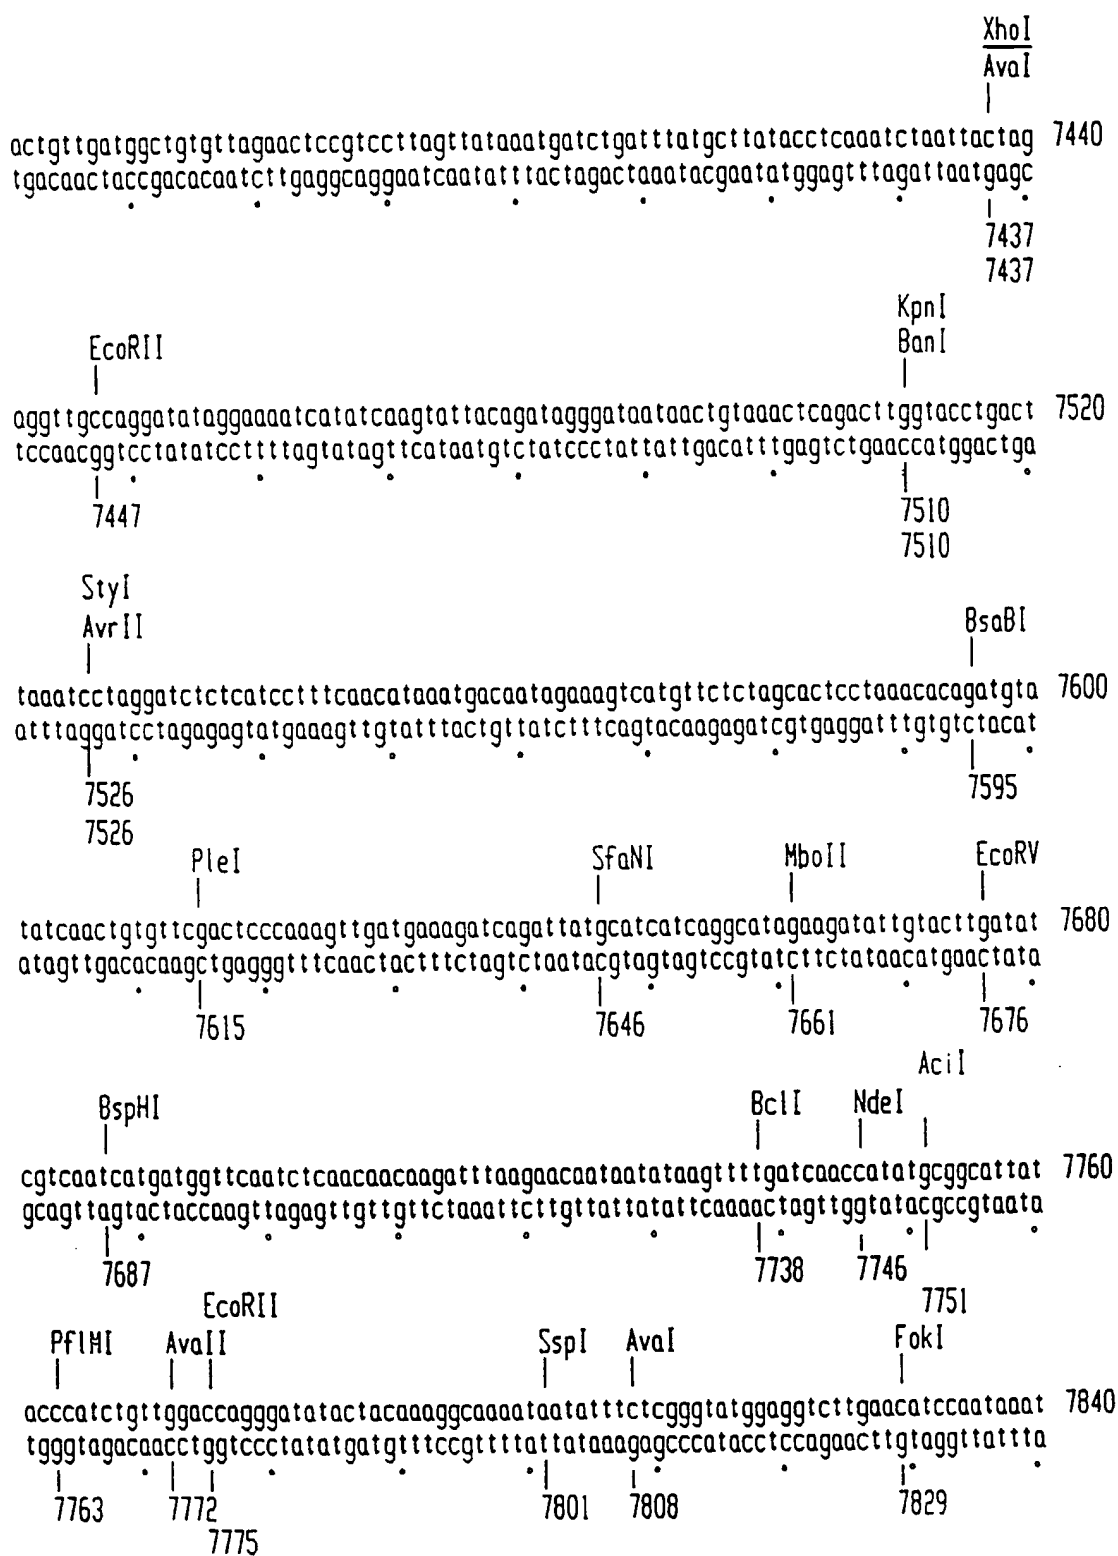 XhoI
AvaI
actgttgatggctgtgttagaactccgtccttagttataaatgatctgatttatgcttatacctcaaatctaattactag 7440
tgacaactaccgacacaatcttgaggcaggaatcaatatttactagactaaatacgaatatggagtttagattaatgagc
7437
7437
KpnI
EcoRII BanI
aggttgccaggatataggaaaatcatatcaagtattacagatagggataataactgtaaactcagacttggtacctgact 7520
tccaacggtcctatatccttttagtatagttcataatgtctatccctattattgacatttgagtctgaaccatggactga
7447 7510
7510
StyI
AvrII BsaBI
taaatcctaggatctctcatcctttcaacataaatgacaatagaaagtcatgttctctagcactcctaaacacagatgta 7600
atttaggatcctagagagtatgaaagttgtatttactgttatctttcagtacaagagatcgtgaggatttgtgtctacat
7526 7595
7526
PleI SfaNI MboII EcoRV
tatcaactgtgttcgactcccaaagttgatgaaagatcagattatgcatcatcaggcatagaagatattgtacttgatat 7680
atagttgacacaagctgagggtttcaactactttctagtctaatacgtagtagtccgtatcttctataacatgaactata
7615 7646 7661 7676
AciI
BspHI BclI NdeI
cgtcaatcatgatggttcaatctcaacaacaagatttaagaacaataatataagttttgatcaaccatatgcggcattat 7760
gcagttagtactaccaagttagagttgttgttctaaattcttgttattatattcaaaactagttggtatacgccgtaata
7687 7738 7746
7751
EcoRII
PflMI AvaII SspI AvaI FokI
acccatctgttggaccagggatatactacaaaggcaaaataatatttctcgggtatggaggtcttgaacatccaataaat 7840
tgggtagacaacctggtccctatatgatgtttccgttttattataaagagcccatacctccagaacttgtaggttattta
7763 7772 7801 7808 7829
7775